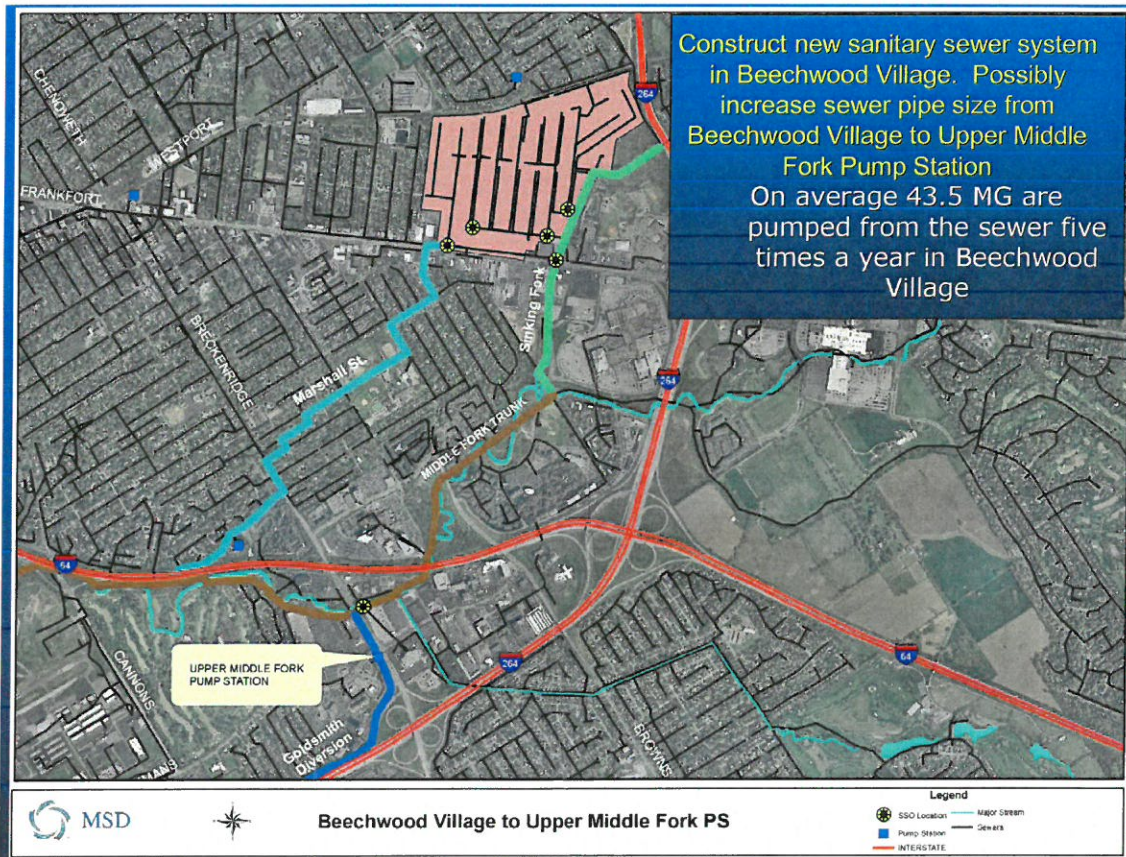 Construct new sanitary sewer system
in Beechwood Village. Possibly
increase sewer pipe size from
Beechwood Village to Upper Middle
Fork Pump Station
On average 43.5 MG are
pumped from the sewer five
times a year in Beechwood
Village
CHENOWETH
WESTPORT
FRANKFORT
264
BRECKENRIDGE
Marshall St.
Sinking Fork
264
MIDDLE FORK TRUNK
64
UPPER MIDDLE FORK
PUMP STATION
CANNONS
264
64
Goldsmith
Diversion
BROWNS
MANS
MSD
Beechwood Village to Upper Middle Fork PS
Legend
SSO Location
Major Stream
Pump Station
Sewers
INTERSTATE